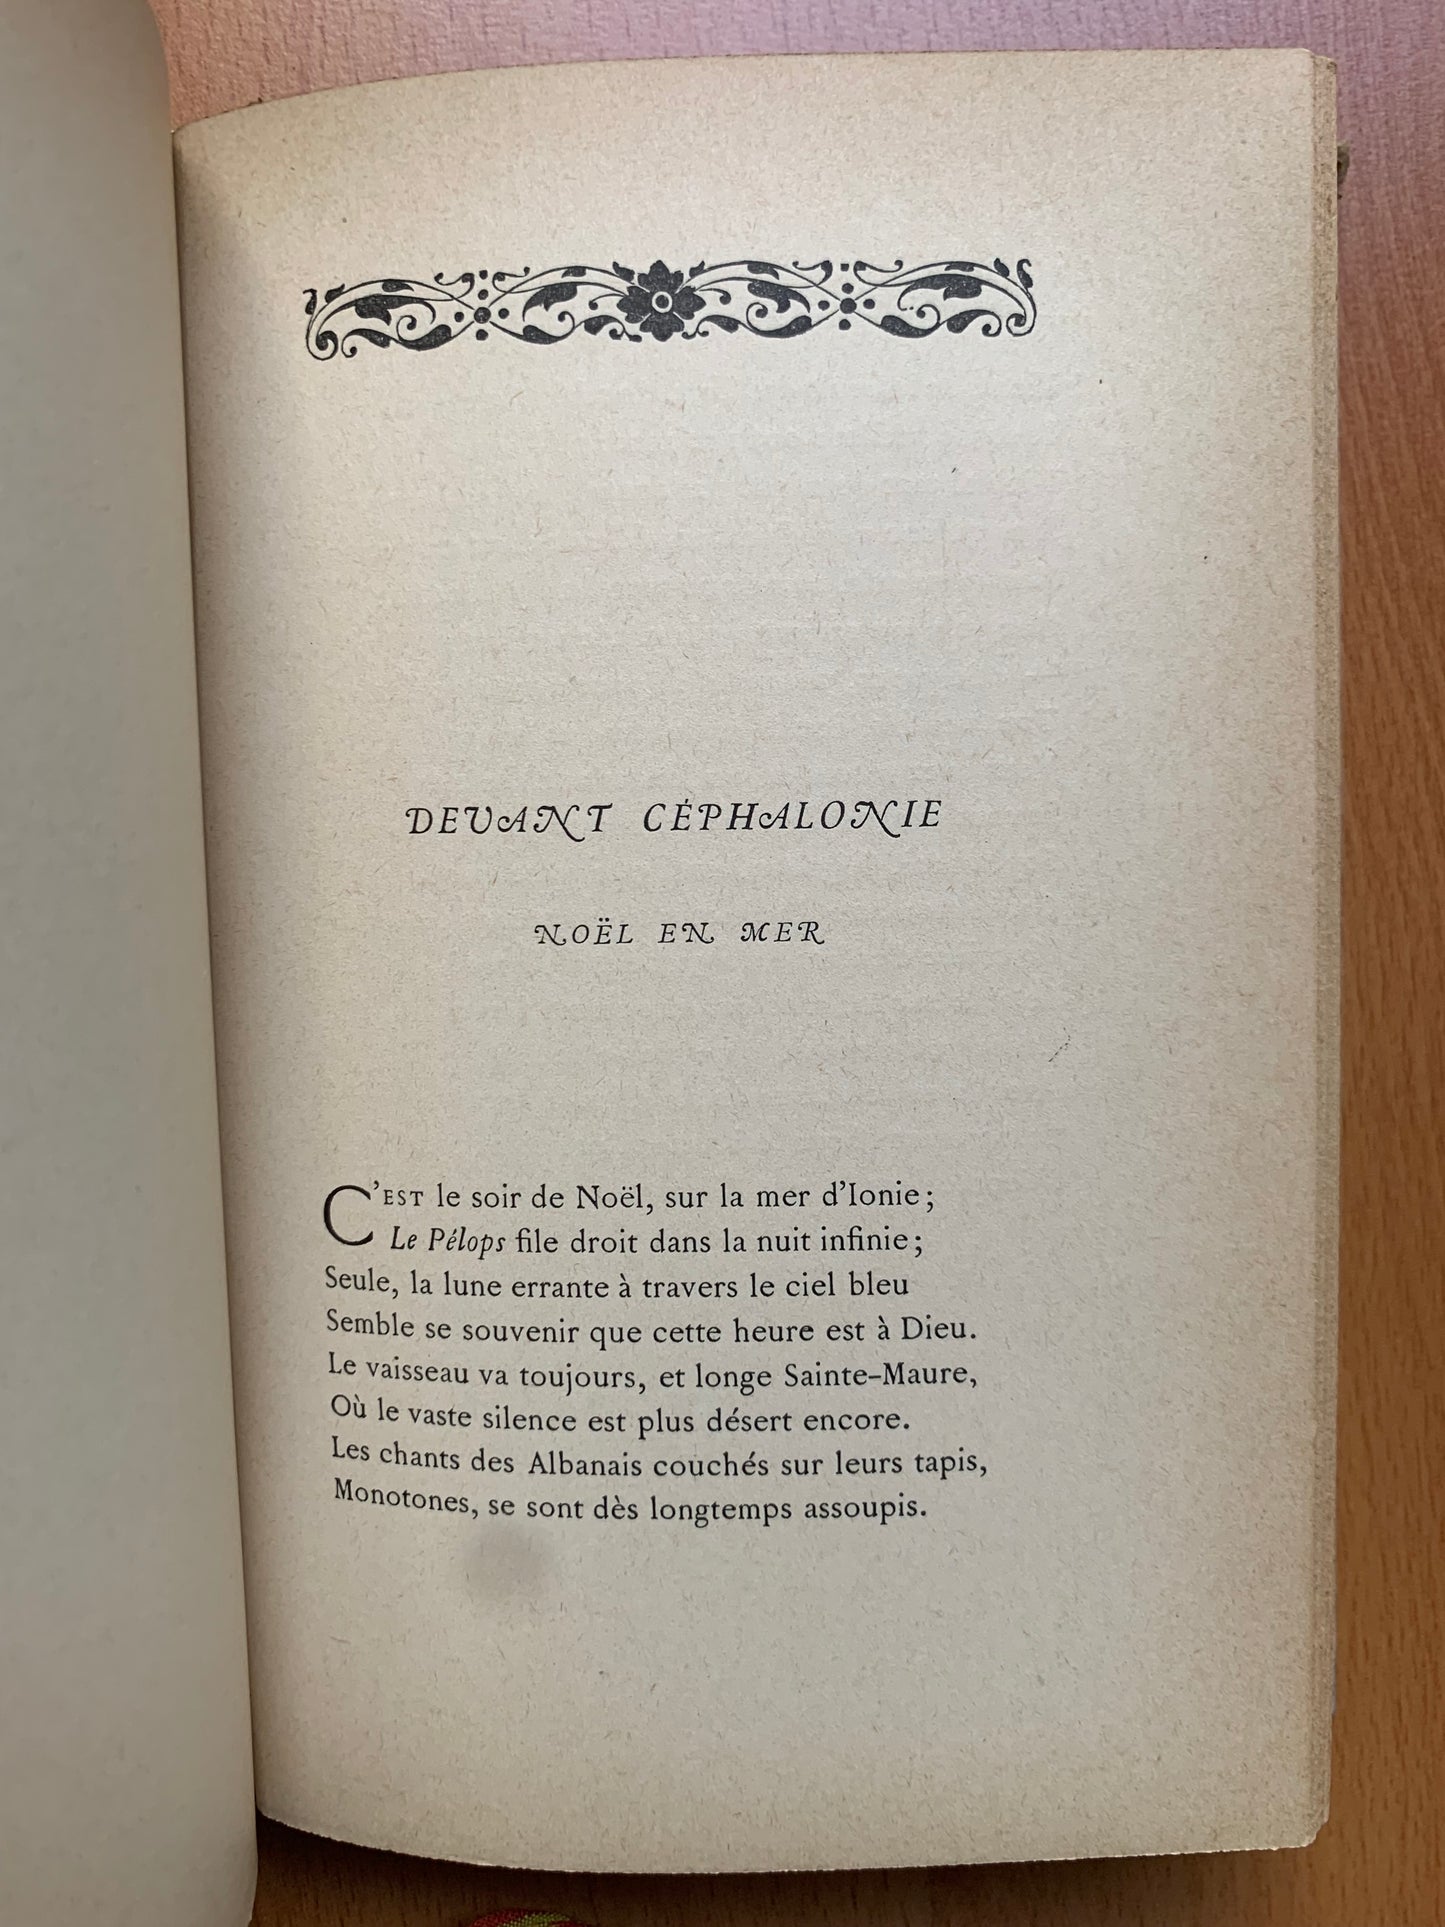 DEVANT CÉPHALONIE
NOËL EN MER
C'EST le soir de Noël, sur la mer d'Ionie ;
Le Pélops file droit dans la nuit infinie ;
Seule, la lune errante à travers le ciel bleu
Semble se souvenir que cette heure est à Dieu.
Le vaisseau va toujours, et longe Sainte-Maure,
Où le vaste silence est plus désert encore.
Les chants des Albanais couchés sur leurs tapis,
Monotones, se sont dès longtemps assoupis.